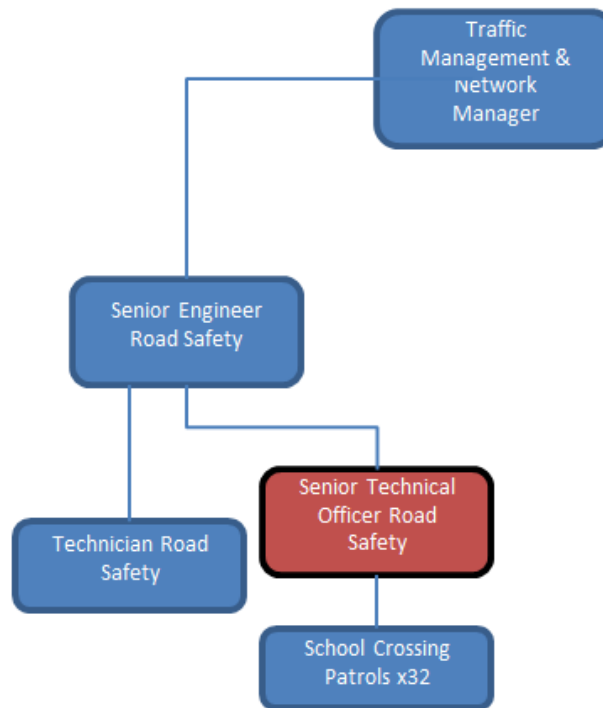 Traffic
Management &
Network
Manager
Senior Engineer
Road Safety
Senior Technical
Officer Road
Safety
Technician Road
Safety
School Crossing
Patrols x32